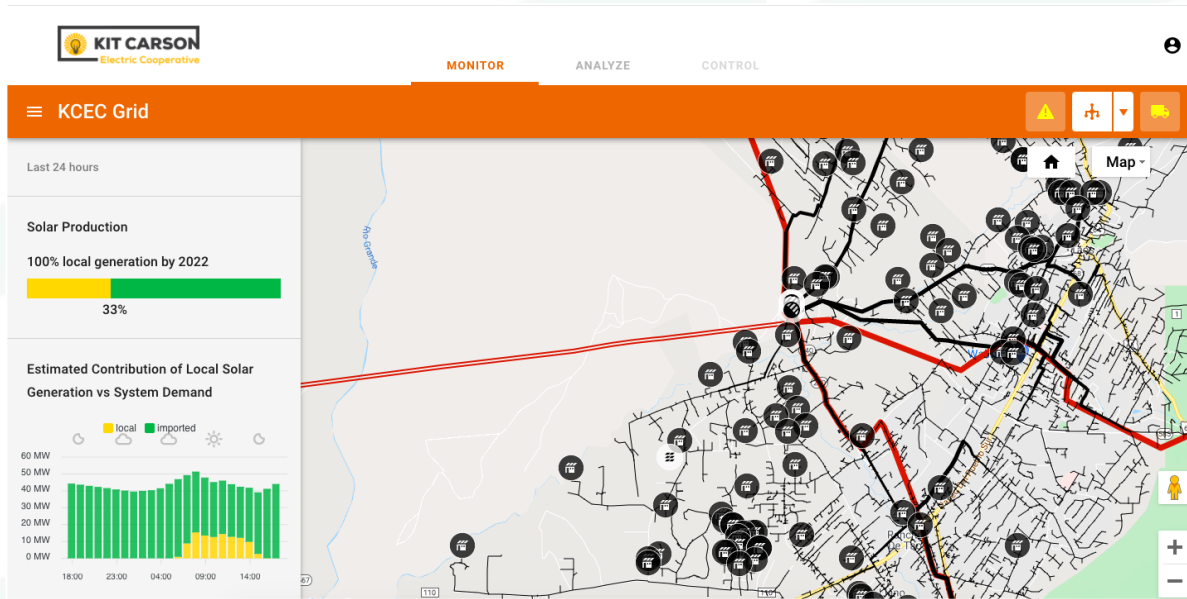 KIT CARSON
Electric Cooperative
MONITOR
ANALYZE
CONTROL
KCEC Grid
Last 24 hours
Solar Production
100% local generation by 2022
33%
Estimated Contribution of Local Solar
Generation vs System Demand
local
imported
60 MW
50 MW
40 MW
30 MW
20 MW
10 MW
0 MW
18:00
23:00
04:00
09:00
14:00
Map
Rio Grande
1
110
110